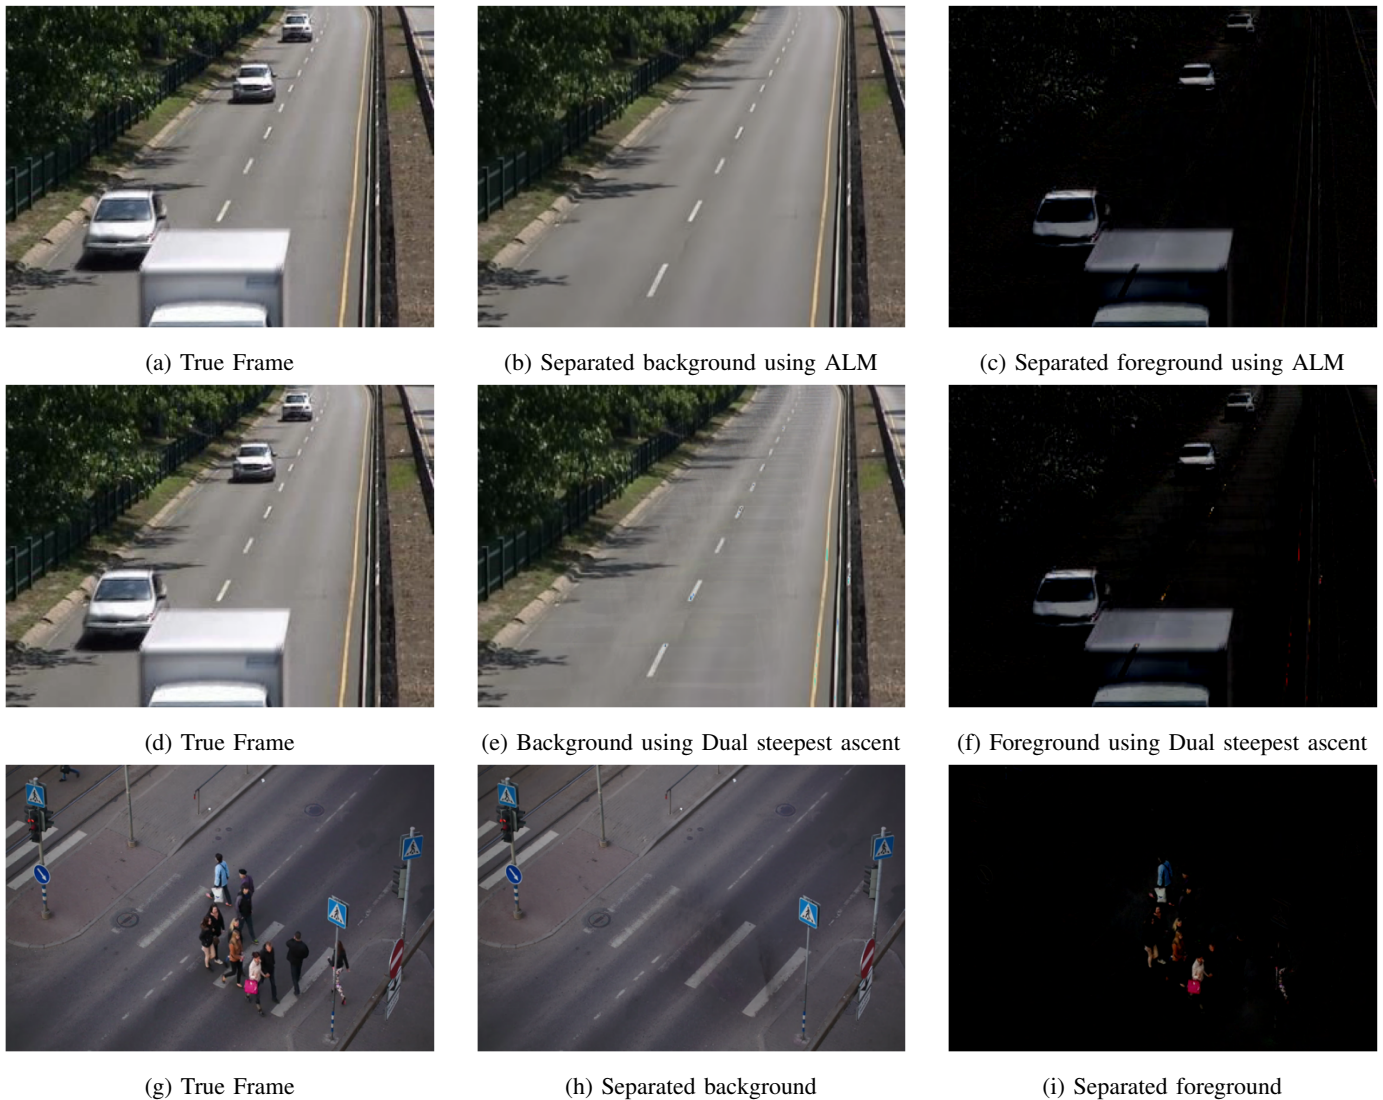 (a) True Frame
(b) Separated background using ALM
(c) Separated foreground using ALM
(d) True Frame
(e) Background using Dual steepest ascent
(f) Foreground using Dual steepest ascent
(g) True Frame
(h) Separated background
(i) Separated foreground